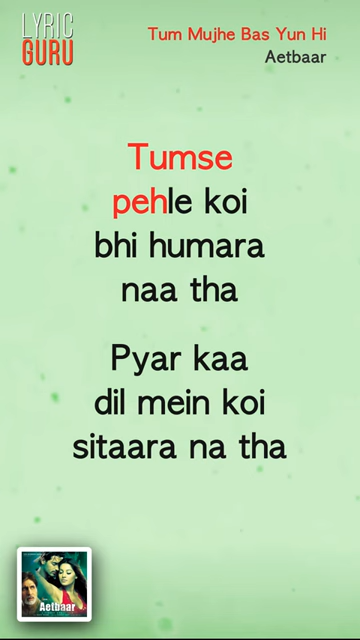 LYRIC
GURU
Tum Mujhe Bas Yun Hi
Aetbaar
Tumse
pehle koi
bhi humara
naa tha
Pyar kaa
dil mein koi
sitaara na tha
Aetbaar